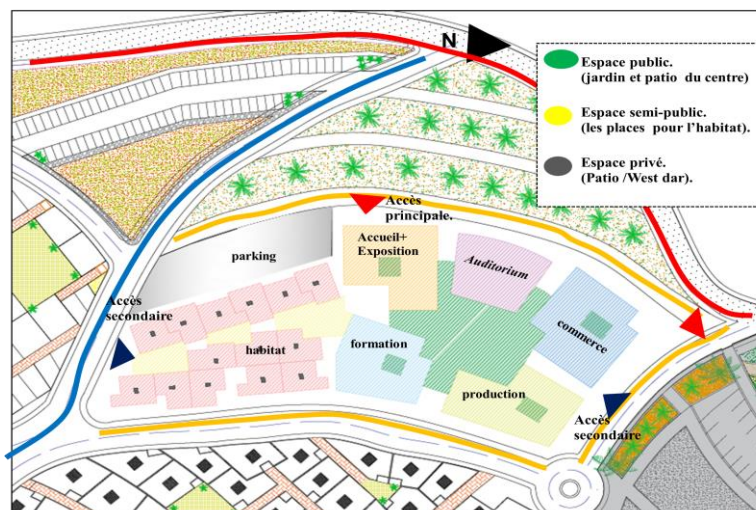 N
Espace public.
(jardin et patio du centre)
Espace semi-public.
(les places pour l'habitat).
Espace privé.
(Patio /West dar).
Accès
principale.
Accueil+
Exposition
parking
Auditorium
Accès
secondaire
commerce
habitat
formation
production
Accès
secondaire